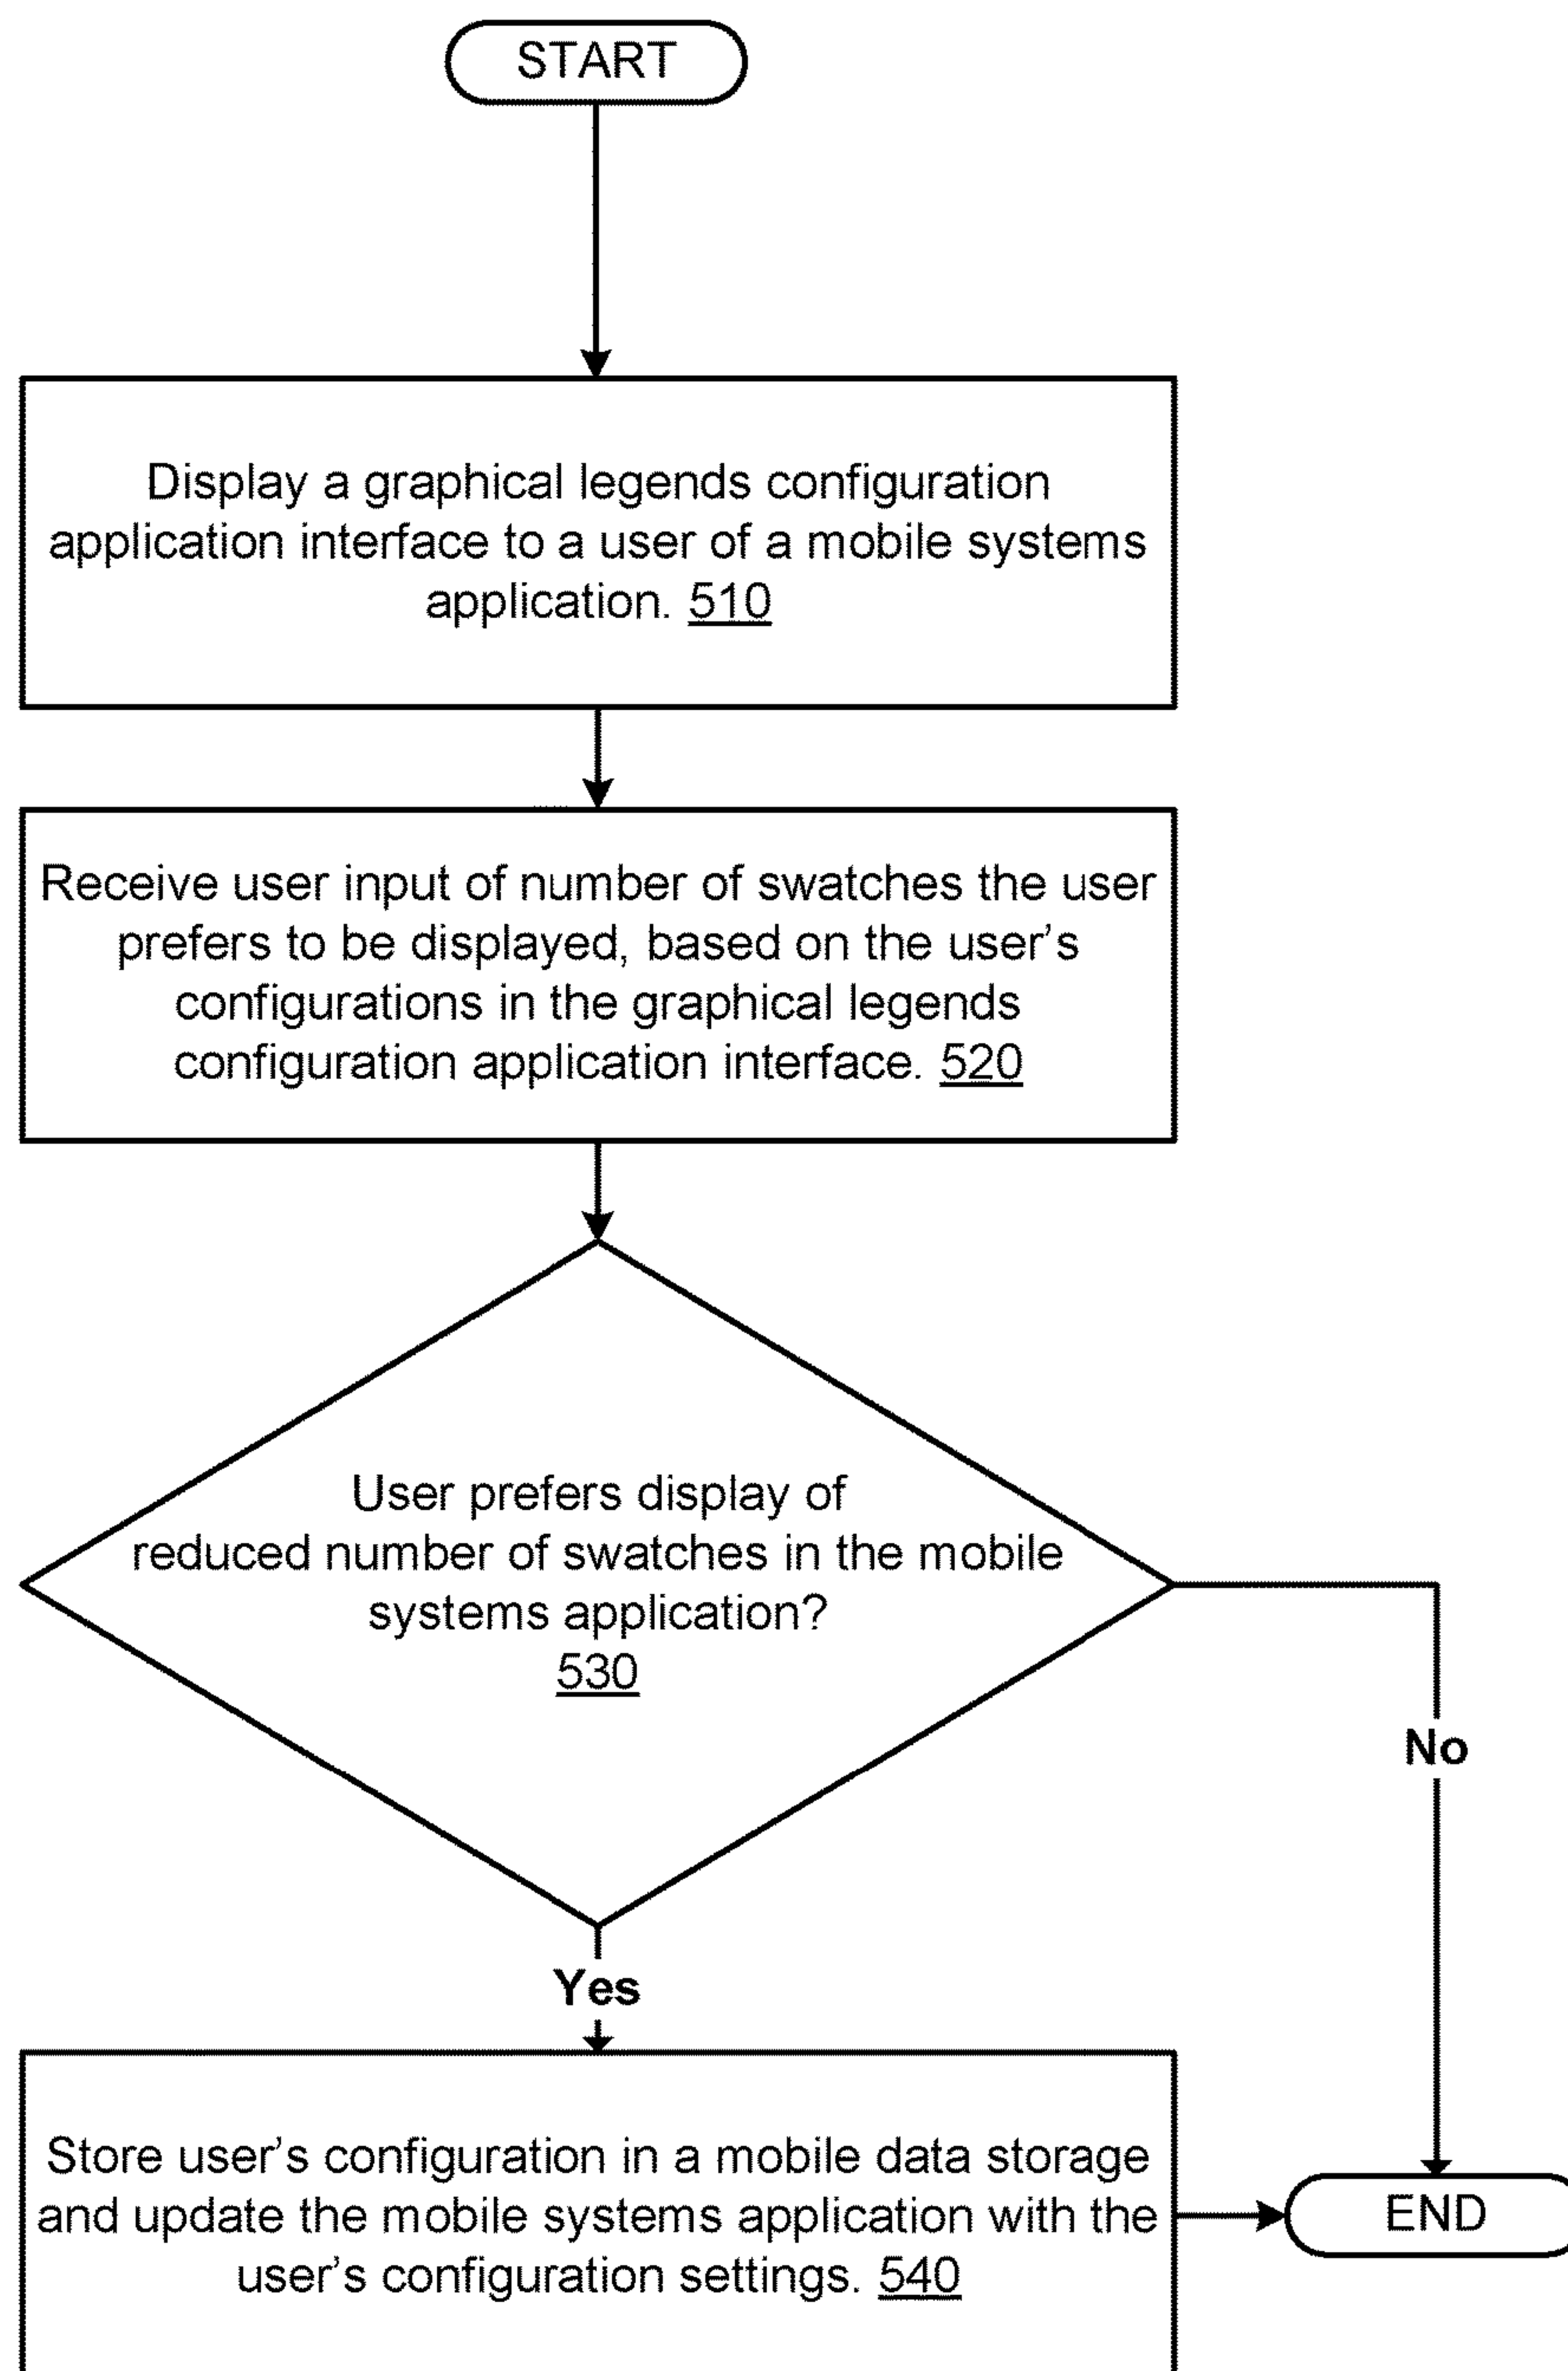 START
Display a graphical legends configuration
application interface to a user of a mobile systems
application. 510
Receive user input of number of swatches the user
prefers to be displayed, based on the user's
configurations in the graphical legends
configuration application interface. 520
User prefers display of
reduced number of swatches in the mobile
systems application?
530
No
Yes
Store user's configuration in a mobile data storage
and update the mobile systems application with the
user's configuration settings. 540
END